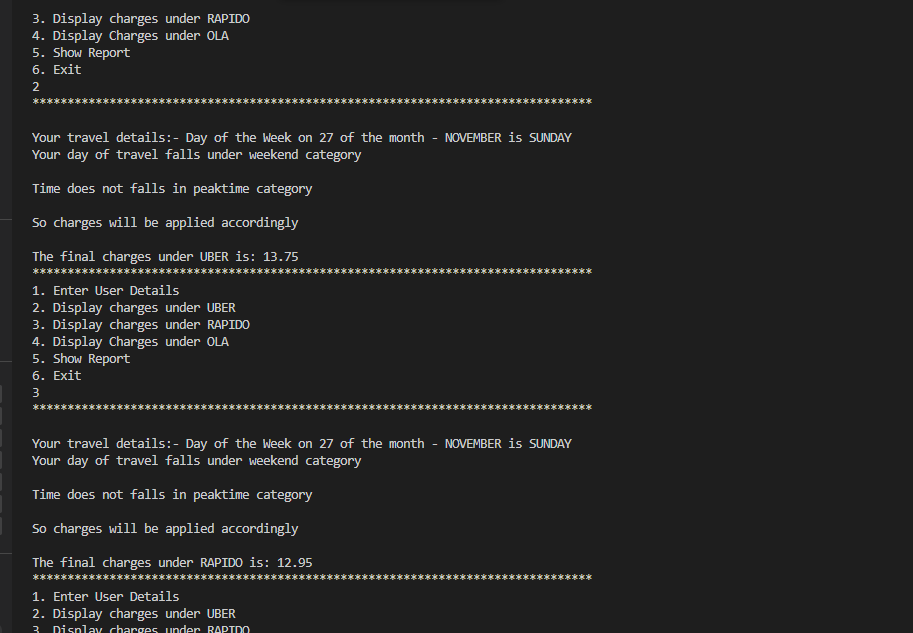 3. Display charges under RAPIDO
4. Display Charges under OLA
5. Show Report
6. Exit
2
********************************************************************************
Your travel details:- Day of the Week on 27 of the month - NOVEMBER is SUNDAY
Your day of travel falls under weekend category
Time does not falls in peaktime category
So charges will be applied accordingly
The final charges under UBER is: 13.75
********************************************************************************
1. Enter User Details
2. Display charges under UBER
3. Display charges under RAPIDO
4. Display Charges under OLA
5. Show Report
6. Exit
3
********************************************************************************
Your travel details:- Day of the Week on 27 of the month - NOVEMBER is SUNDAY
Your day of travel falls under weekend category
Time does not falls in peaktime category
So charges will be applied accordingly
The final charges under RAPIDO is: 12.95
********************************************************************************
1. Enter User Details
2. Display charges under UBER
3. Display charges under RAPIDO